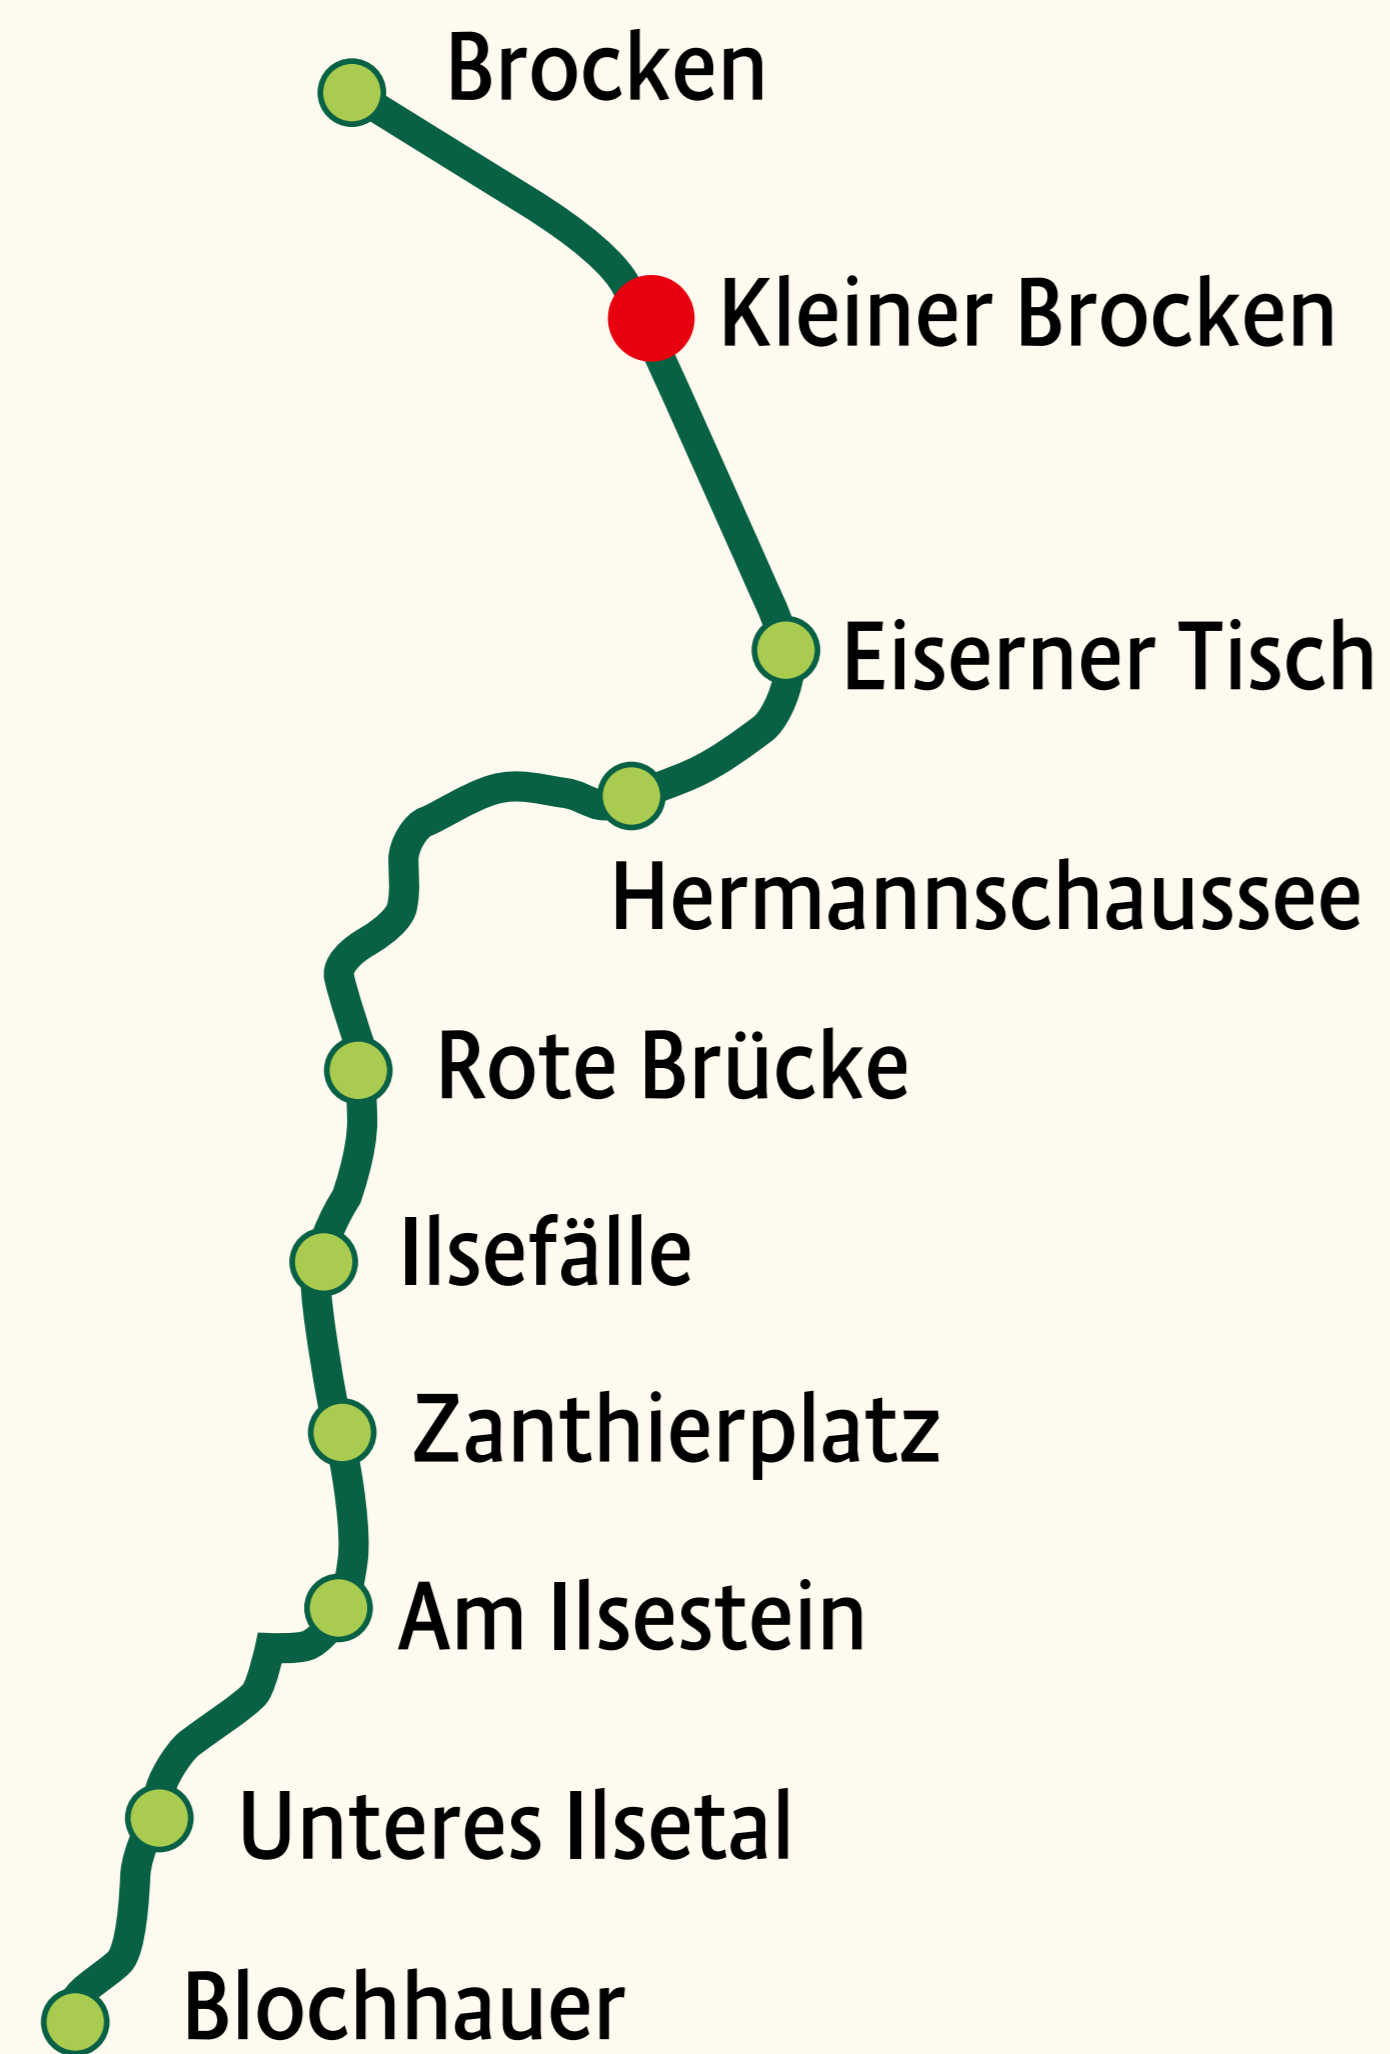 Brocken
Kleiner Brocken
Eiserner Tisch
Hermannschaussee
Rote Brücke
Ilsefälle
Zanthierplatz
Am Ilsestein
Unteres Ilsetal
Blochhauer